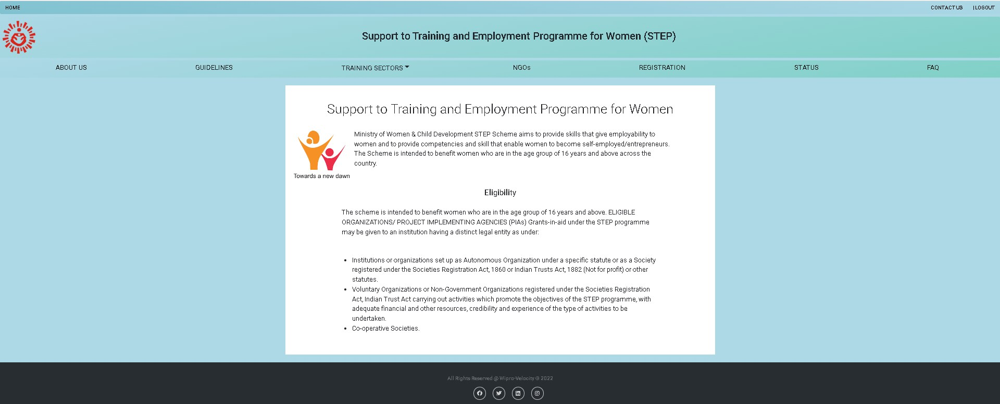 HOME
CONTACT US | LOGOUT
Support to Training and Employment Programme for Women (STEP)
ABOUT US GUIDELINES TRAINING SECTORS NGOs REGISTRATION STATUS FAQ
Support to Training and Employment Programme for Women
Ministry of Women & Child Development STEP Scheme aims to provide skills that give employability to
women and to provide competencies and skill that enable women to become self-employed/entrepreneurs.
The Scheme is intended to benefit women who are in the age group of 16 years and above across the
country.
Towards a new dawn
Eligibility
The scheme is intended to benefit women who are in the age group of 16 years and above. ELIGIBLE
ORGANIZATIONS/ PROJECT IMPLEMENTING AGENCIES (PIAs) Grants-in-aid under the STEP programme
may be given to an institution having a distinct legal entity as under:
• Institutions or organizations set up as Autonomous Organization under a specific statute or as a Society
registered under the Societies Registration Act, 1860 or Indian Trusts Act, 1882 (Not for profit) or other
statutes.
• Voluntary Organizations or Non-Government Organizations registered under the Societies Registration
Act, Indian Trust Act carrying out activities which promote the objectives of the STEP programme, with
adequate financial and other resources, credibility and experience of the type of activities to be
undertaken.
• Co-operative Societies.
All Rights Reserved @ Wipro-Velocity © 2022